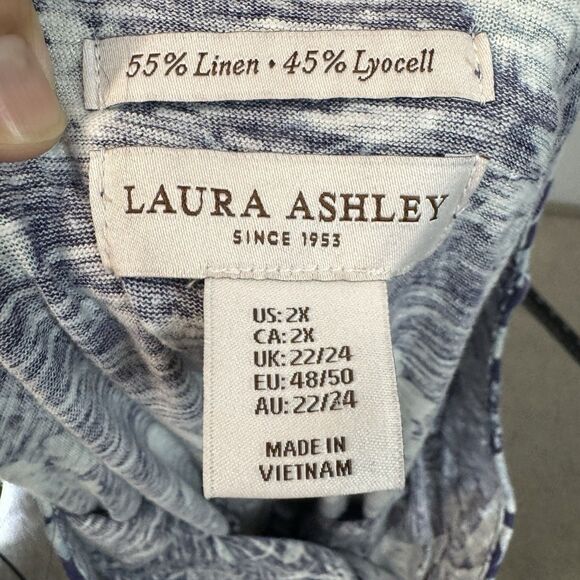 55% Linen • 45% Lyocell
LAURA ASHLEY
SINCE 1953
US: 2X
CA: 2X
UK: 22/24
EU: 48/50
AU: 22/24
MADE IN
VIETNAM